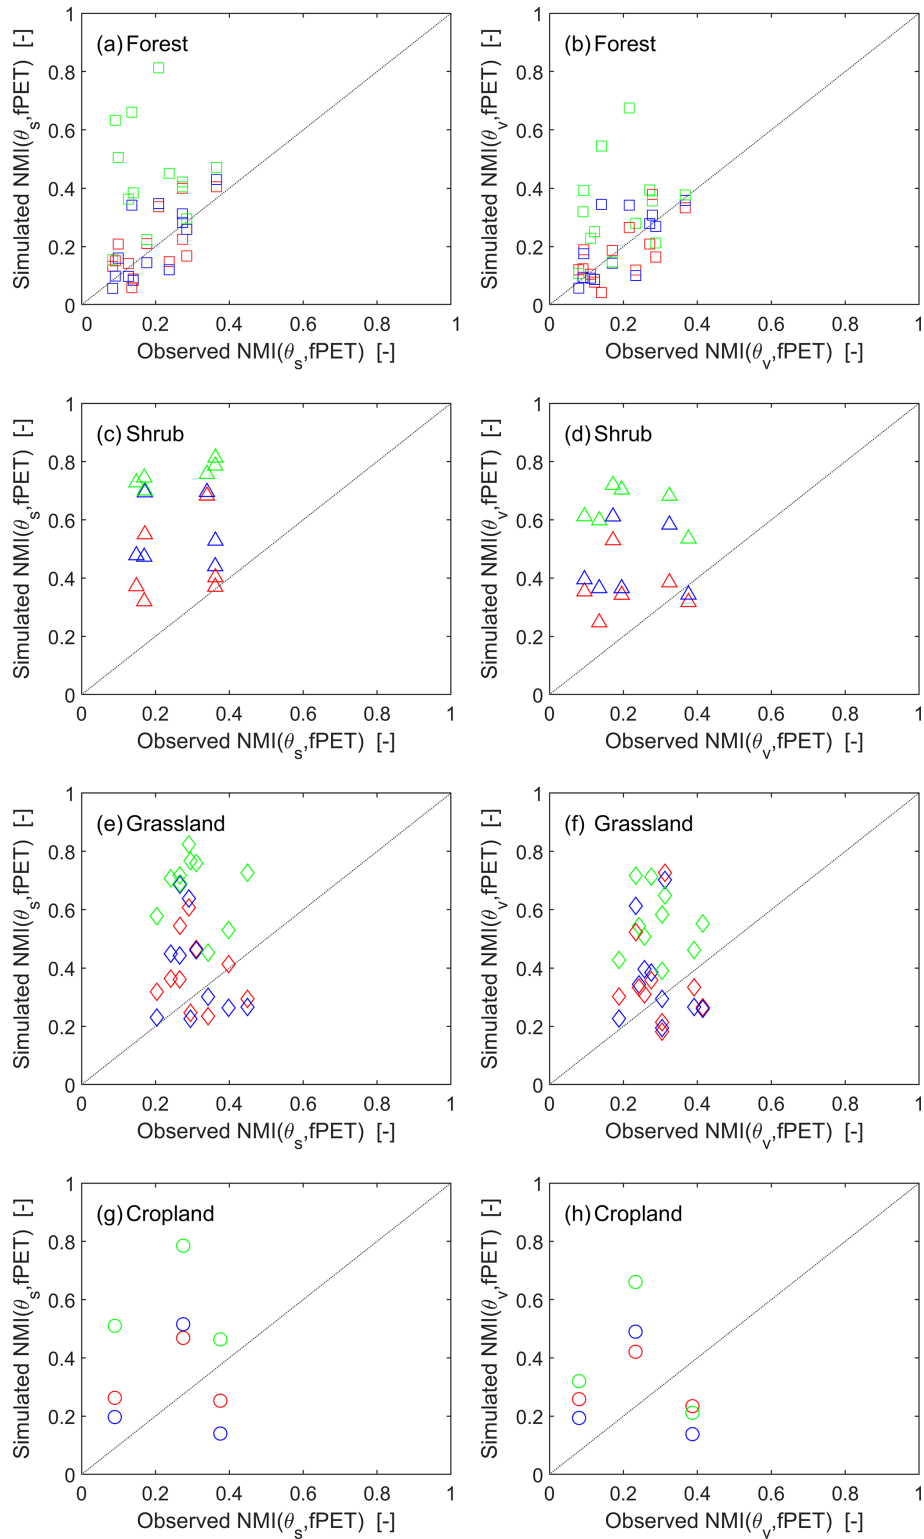 (a) Forest
Simulated NMI(θs,fPET) [-]
1
0.8
0.6
0.4
0.2
0
0 0.2 0.4 0.6 0.8 1
Observed NMI(θs,fPET) [-]
(b) Forest
Simulated NMI(θv,fPET) [-]
1
0.8
0.6
0.4
0.2
0
0 0.2 0.4 0.6 0.8 1
Observed NMI(θv,fPET) [-]
(c) Shrub
Simulated NMI(θs,fPET) [-]
1
0.8
0.6
0.4
0.2
0
0 0.2 0.4 0.6 0.8 1
Observed NMI(θs,fPET) [-]
(d) Shrub
Simulated NMI(θv,fPET) [-]
1
0.8
0.6
0.4
0.2
0
0 0.2 0.4 0.6 0.8 1
Observed NMI(θv,fPET) [-]
(e) Grassland
Simulated NMI(θs,fPET) [-]
1
0.8
0.6
0.4
0.2
0
0 0.2 0.4 0.6 0.8 1
Observed NMI(θs,fPET) [-]
(f) Grassland
Simulated NMI(θv,fPET) [-]
1
0.8
0.6
0.4
0.2
0
0 0.2 0.4 0.6 0.8 1
Observed NMI(θv,fPET) [-]
(g) Cropland
Simulated NMI(θs,fPET) [-]
1
0.8
0.6
0.4
0.2
0
0 0.2 0.4 0.6 0.8 1
Observed NMI(θs,fPET) [-]
(h) Cropland
Simulated NMI(θv,fPET) [-]
1
0.8
0.6
0.4
0.2
0
0 0.2 0.4 0.6 0.8 1
Observed NMI(θv,fPET) [-]